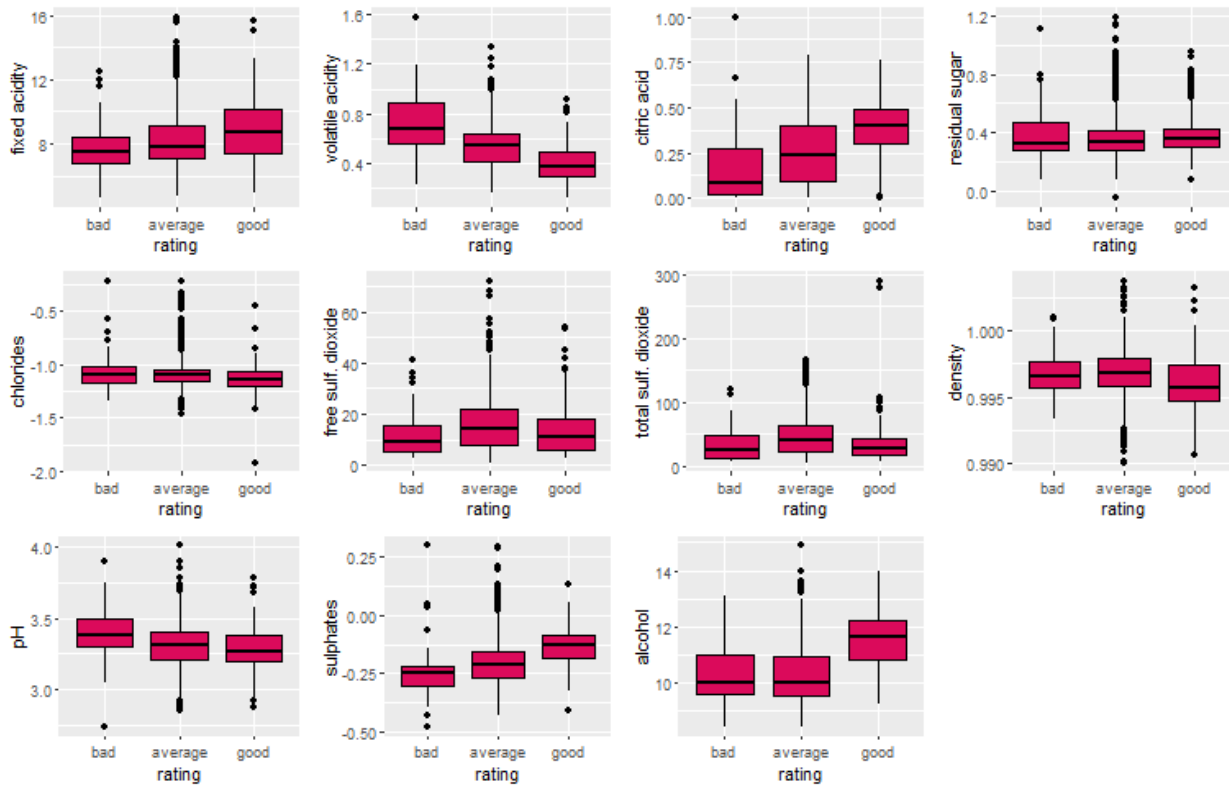 fixed acidity
16
12
8
bad average good
rating
volatile acidity
1.6
1.2
0.8
0.4
bad average good
rating
citric acid
1.00
0.75
0.50
0.25
0.00
bad average good
rating
residual sugar
1.2
0.8
0.4
0.0
bad average good
rating
chlorides
-0.5
-1.0
-1.5
-2.0
bad average good
rating
free sulf. dioxide
60
40
20
0
bad average good
rating
total sulf. dioxide
300
200
100
0
bad average good
rating
density
1.000
0.995
0.990
bad average good
rating
pH
4.0
3.5
3.0
bad average good
rating
sulphates
0.25
0.00
-0.25
-0.50
bad average good
rating
alcohol
14
12
10
bad average good
rating